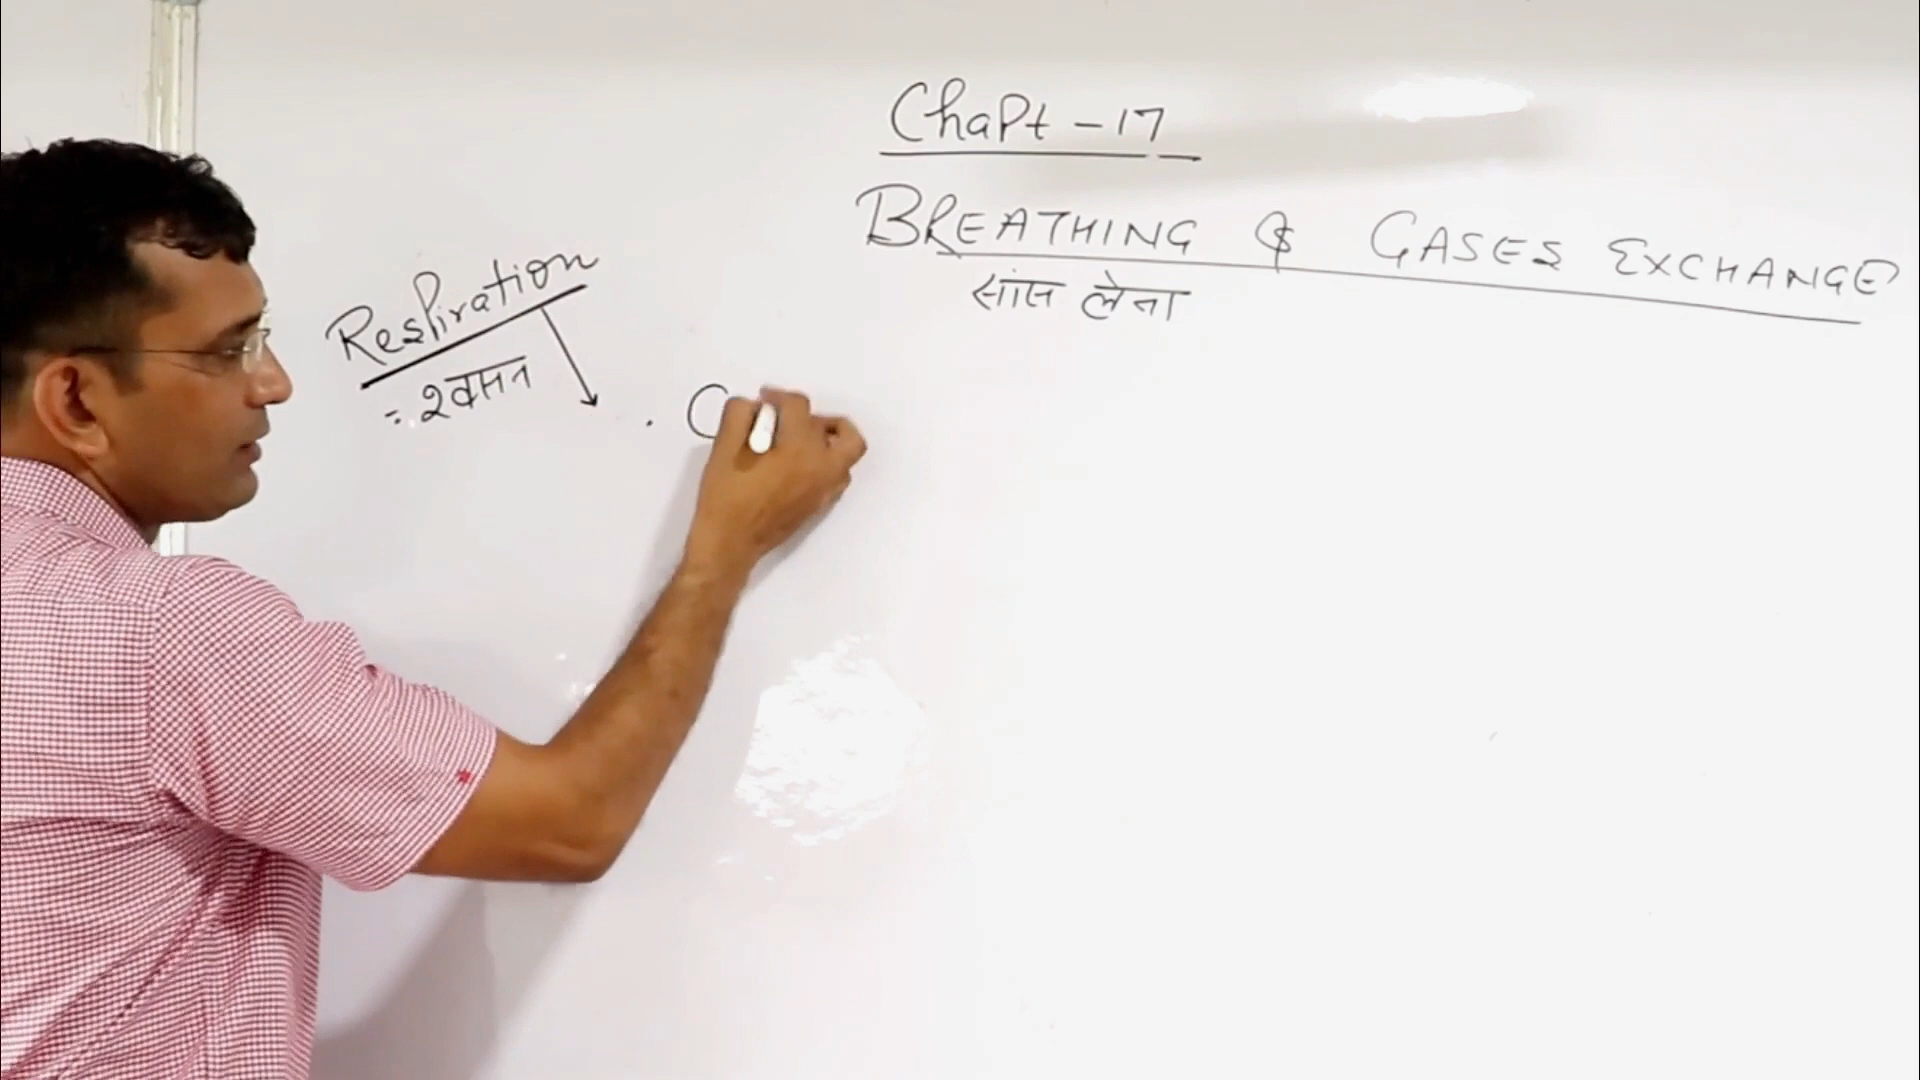 Chapt - 17
BREATHING & GASES EXCHANGE
सांस लेना
Respiration
श्वसन
. C